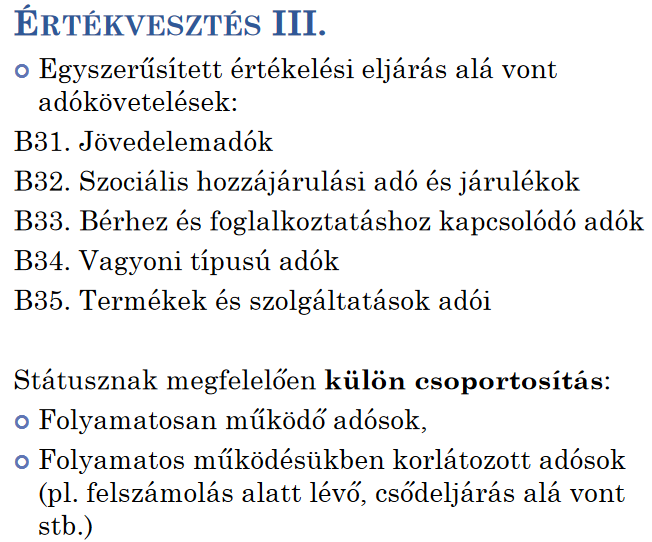 ÉRTÉKVESZTÉS III.
Egyszerűsített értékelési eljárás alá vont
adókövetelések:
B31. Jövedelemadók
B32. Szociális hozzájárulási adó és járulékok
B33. Bérhez és foglalkoztatáshoz kapcsolódó adók
B34. Vagyoni típusú adók
B35. Termékek és szolgáltatások adói
Státusznak megfelelően külön csoportosítás:
Folyamatosan működő adósok,
Folyamatos működésükben korlátozott adósok
(pl. felszámolás alatt lévő, csődeljárás alá vont
stb.)